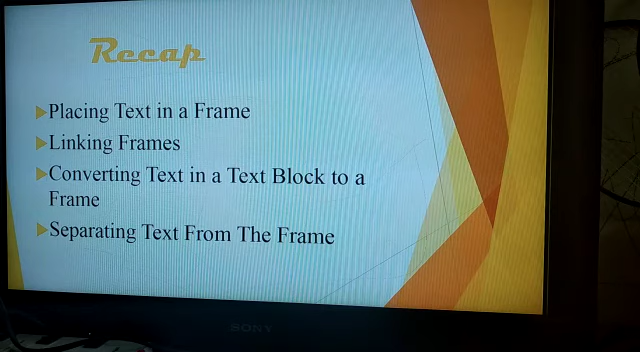 Recap
Placing Text in a Frame
Linking Frames
Converting Text in a Text Block to a
Frame
Separating Text From The Frame
SONY